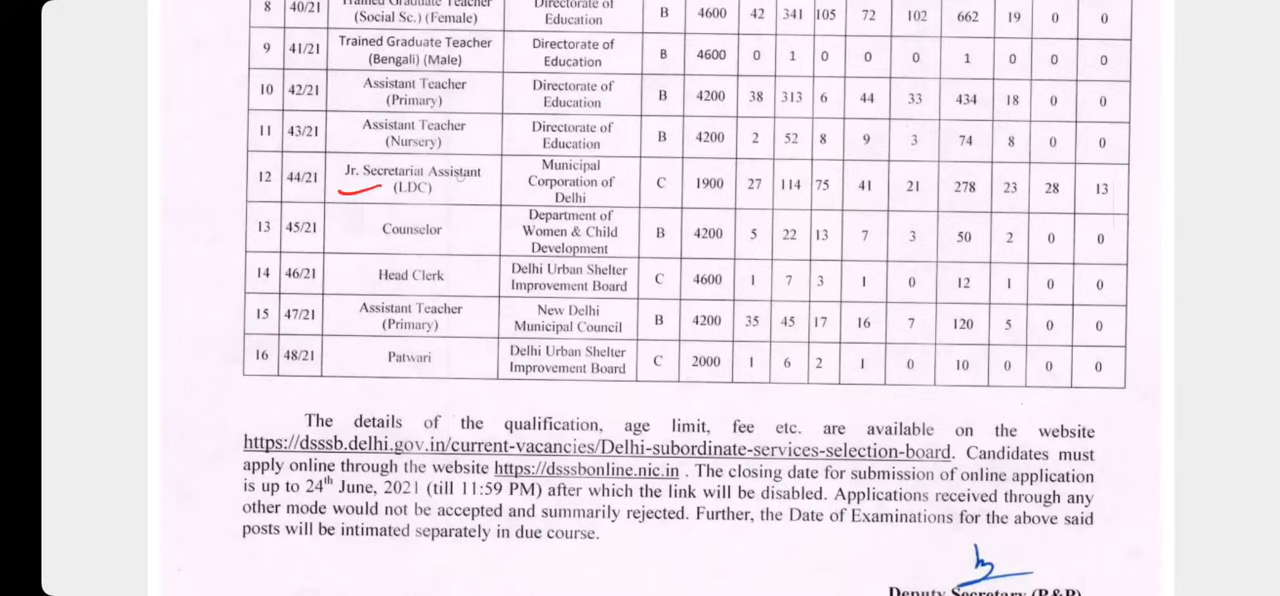 8 40/21 Trained Graduate Teacher (Social Sc.) (Female) Directorate of Education B 4600 42 341 105 72 102 662 19 0 0
9 41/21 Trained Graduate Teacher (Bengali) (Male) Directorate of Education B 4600 0 1 0 0 0 1 0 0 0
10 42/21 Assistant Teacher (Primary) Directorate of Education B 4200 38 313 6 44 33 434 18 0 0
11 43/21 Assistant Teacher (Nursery) Directorate of Education B 4200 2 52 8 9 3 74 8 0 0
12 44/21 Jr. Secretariat Assistant (LDC) Municipal Corporation of Delhi C 1900 27 114 75 41 21 278 23 28 13
13 45/21 Counselor Department of Women & Child Development B 4200 5 22 13 7 3 50 2 0 0
14 46/21 Head Clerk Delhi Urban Shelter Improvement Board C 4600 1 7 3 1 0 12 1 0 0
15 47/21 Assistant Teacher (Primary) New Delhi Municipal Council B 4200 35 45 17 16 7 120 5 0 0
16 48/21 Patwari Delhi Urban Shelter Improvement Board C 2000 1 6 2 1 0 10 0 0 0
The details of the qualification, age limit, fee etc. are available on the website
https://dsssb.delhi.gov.in/current-vacancies/Delhi-subordinate-services-selection-board. Candidates must
apply online through the website https://dsssbonline.nic.in . The closing date for submission of online application
is up to 24th June, 2021 (till 11:59 PM) after which the link will be disabled. Applications received through any
other mode would not be accepted and summarily rejected. Further, the Date of Examinations for the above said
posts will be intimated separately in due course.
Deputy Secretary (P&P)